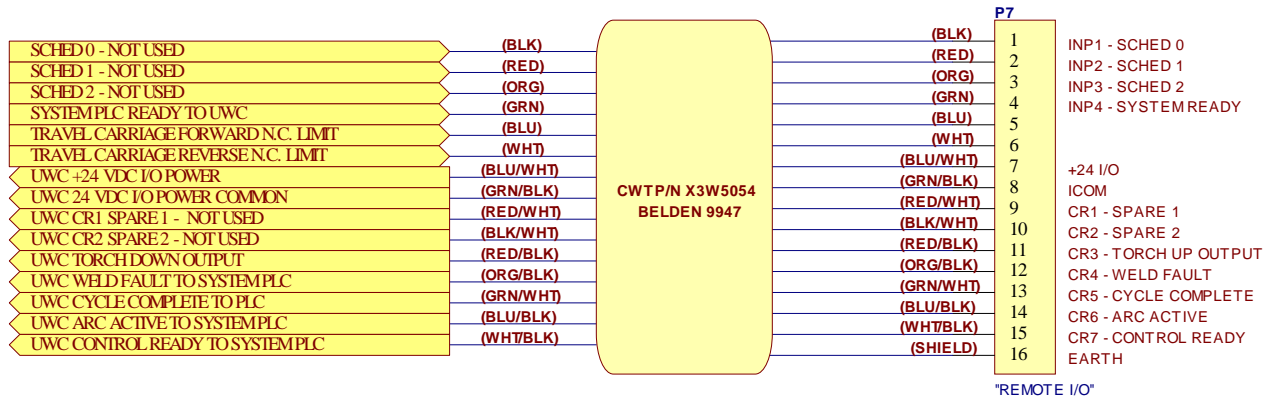 P7
SCHED 0 - NOT USED (BLK) (BLK) 1 INP1 - SCHED 0
SCHED 1 - NOT USED (RED) (RED) 2 INP2 - SCHED 1
SCHED 2 - NOT USED (ORG) (ORG) 3 INP3 - SCHED 2
SYSTEM PLC READY TO UWC (GRN) (GRN) 4 INP4 - SYSTEM READY
TRAVEL CARRIAGE FORWARD N.C. LIMIT (BLU) (BLU) 5
TRAVEL CARRIAGE REVERSE N.C. LIMIT (WHT) (WHT) 6
UWC +24 VDC I/O POWER (BLU/WHT) (BLU/WHT) 7 +24 I/O
UWC 24 VDC I/O POWER COMMON (GRN/BLK) CWT P/N X3W5054 (GRN/BLK) 8 ICOM
UWC CR1 SPARE 1 - NOT USED (RED/WHT) BELDEN 9947 (RED/WHT) 9 CR1 - SPARE 1
UWC CR2 SPARE 2 - NOT USED (BLK/WHT) (BLK/WHT) 10 CR2 - SPARE 2
UWC TORCH DOWN OUTPUT (RED/BLK) (RED/BLK) 11 CR3 - TORCH UP OUTPUT
UWC WELD FAULT TO SYSTEM PLC (ORG/BLK) (ORG/BLK) 12 CR4 - WELD FAULT
UWC CYCLE COMPLETE TO PLC (GRN/WHT) (GRN/WHT) 13 CR5 - CYCLE COMPLETE
UWC ARC ACTIVE TO SYSTEM PLC (BLU/BLK) (BLU/BLK) 14 CR6 - ARC ACTIVE
UWC CONTROL READY TO SYSTEM PLC (WHT/BLK) (WHT/BLK) 15 CR7 - CONTROL READY
(SHIELD) 16 EARTH
"REMOTE I/O"